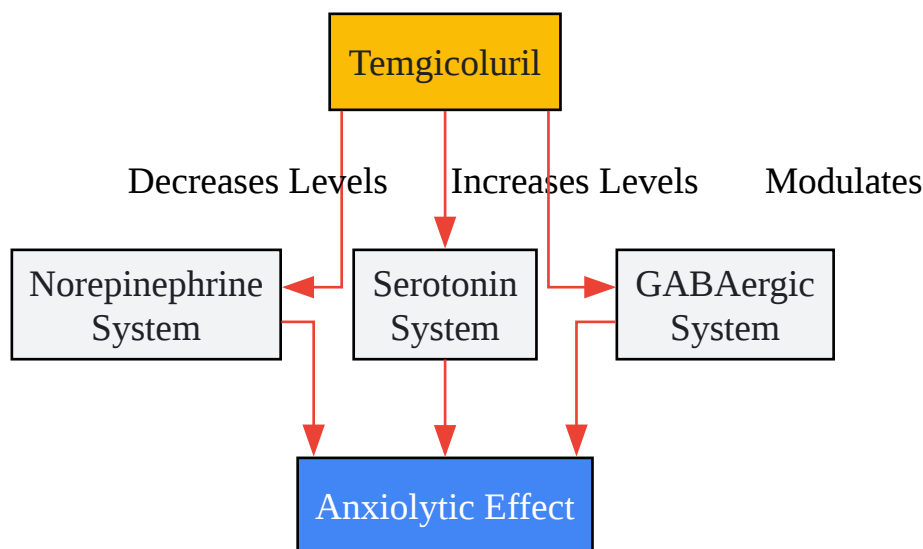 Temgicoluril
Decreases Levels
Increases Levels
Modulates
Norepinephrine
System
Serotonin
System
GABAergic
System
Anxiolytic Effect